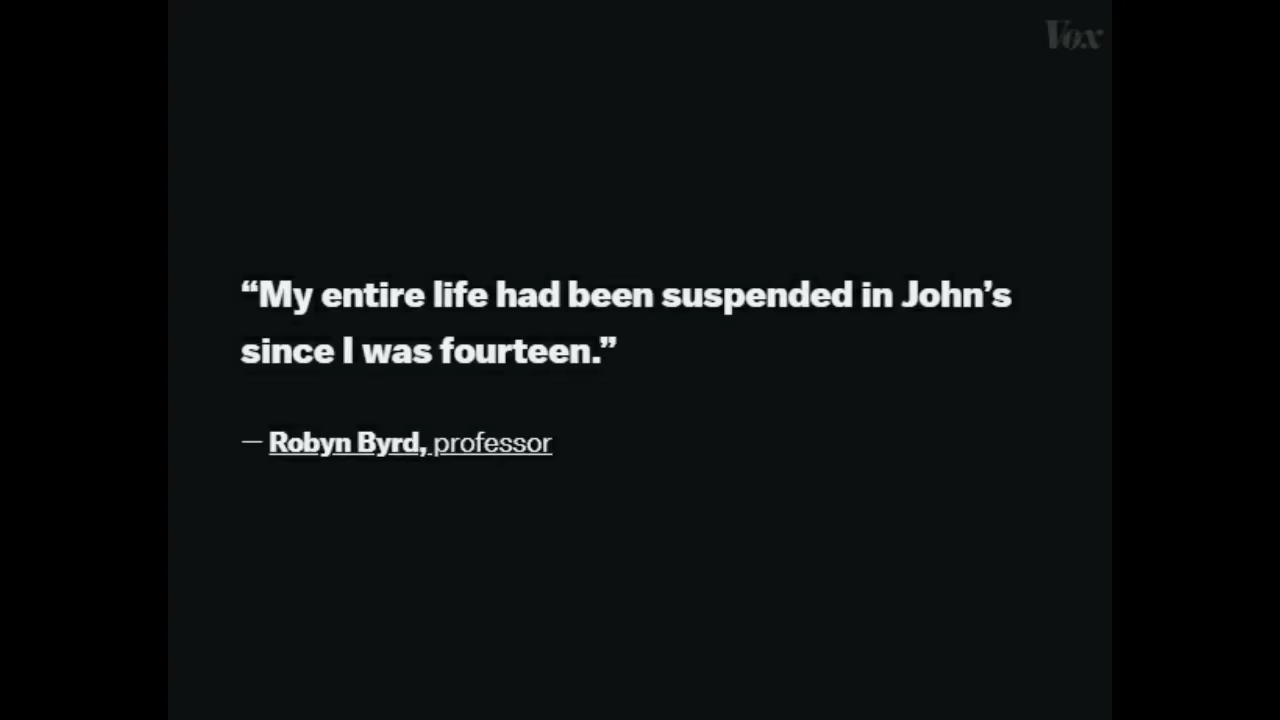 Vox
“My entire life had been suspended in John’s
since I was fourteen.”
— Robyn Byrd, professor